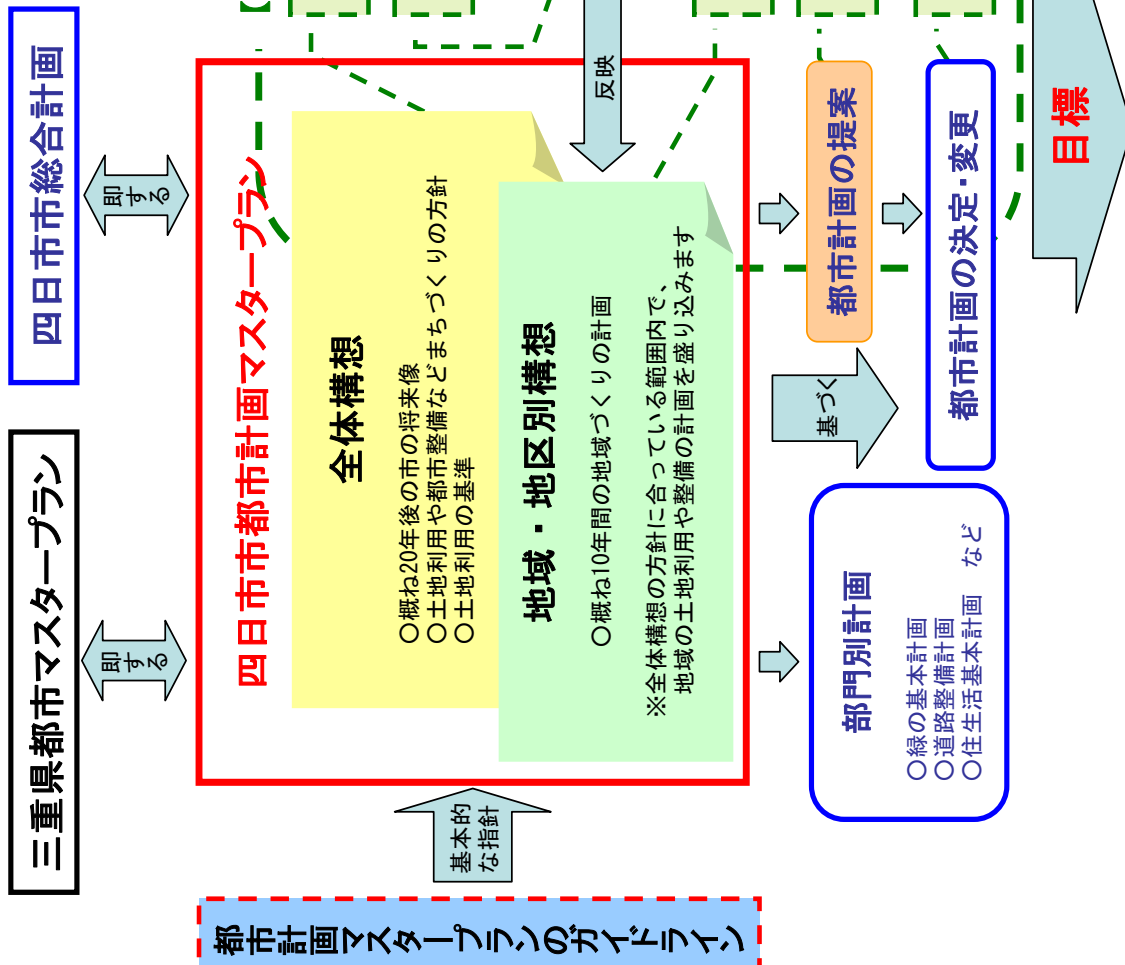 三重県都市マスタープラン
四日市市総合計画
即する
即する
四日市市都市計画マスタープラン
全体構想
○概ね20年後の市の将来像
○土地利用や都市整備などまちづくりの方針
○土地利用の基準
地域・地区別構想
○概ね10年間の地域づくりの計画
※全体構想の方針に合っている範囲内で、
地域の土地利用や整備の計画を盛り込みます
都市計画マスタープランのガイドライン
基本的
な指針
反映
部門別計画
○緑の基本計画
○道路整備計画
○住生活基本計画 など
基づく
都市計画の提案
都市計画の決定・変更
目標